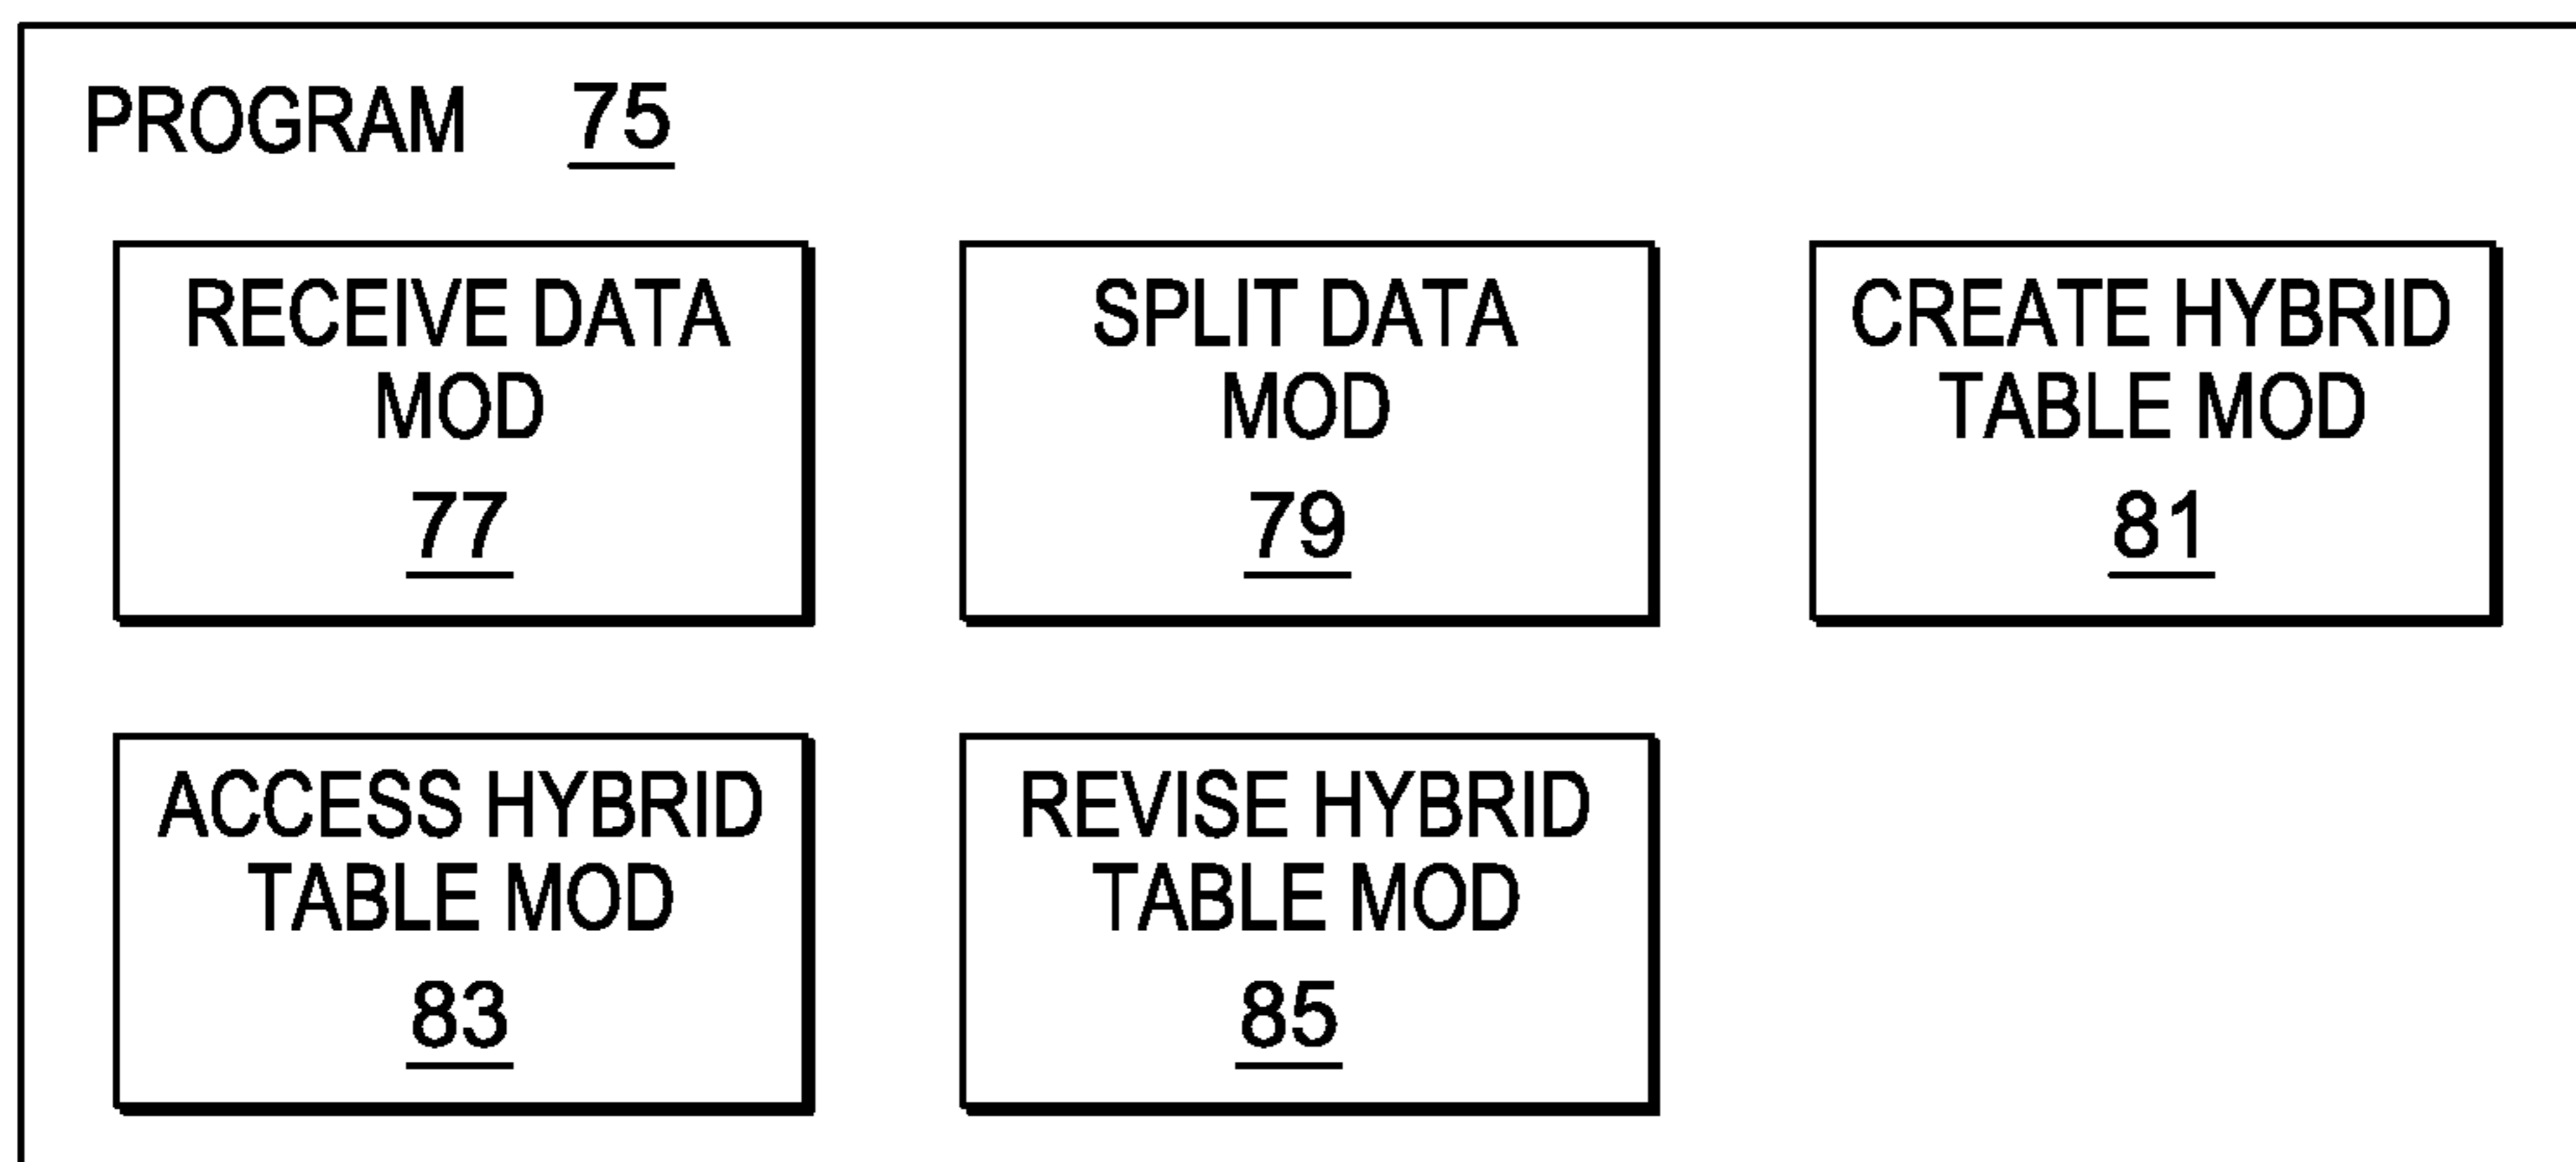 PROGRAM 75
RECEIVE DATA
MOD
77
SPLIT DATA
MOD
79
CREATE HYBRID
TABLE MOD
81
ACCESS HYBRID
TABLE MOD
83
REVISE HYBRID
TABLE MOD
85